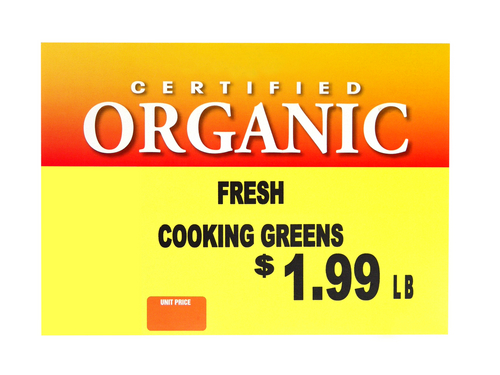 CERTIFIED
ORGANIC
FRESH
COOKING GREENS
$ 1.99 LB
UNIT PRICE